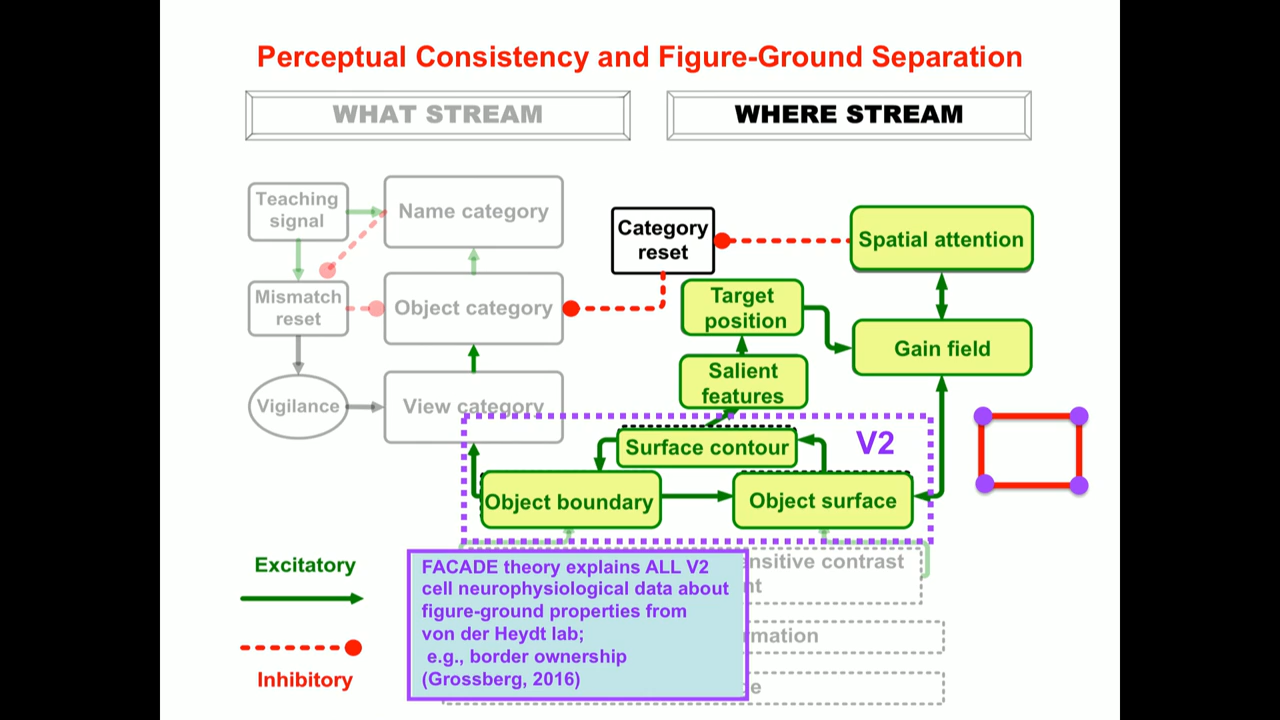 Perceptual Consistency and Figure-Ground Separation
WHAT STREAM
WHERE STREAM
Teaching
signal
Name category
Category
reset
Spatial attention
Mismatch
reset
Object category
Target
position
Gain field
Vigilance
View category
Salient
features
Surface contour
V2
Object boundary
Object surface
Excitatory
Inhibitory
FACADE theory explains ALL V2
cell neurophysiological data about
figure-ground properties from
von der Heydt lab;
e.g., border ownership
(Grossberg, 2016)
contrast